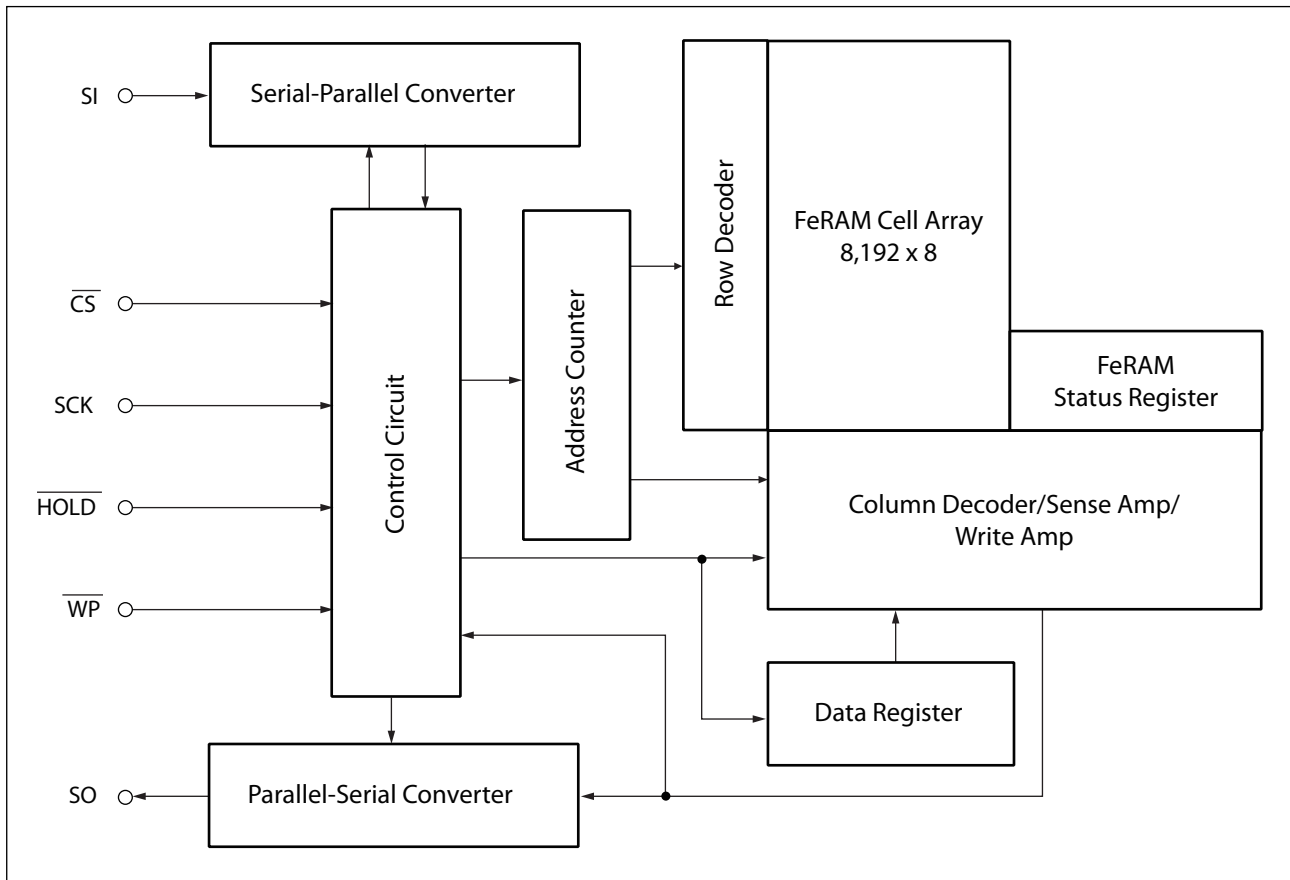 SI
Serial-Parallel Converter
CS
SCK
HOLD
WP
SO
Control Circuit
Address Counter
Row Decoder
FeRAM Cell Array
8,192 x 8
FeRAM
Status Register
Column Decoder/Sense Amp/
Write Amp
Data Register
Parallel-Serial Converter